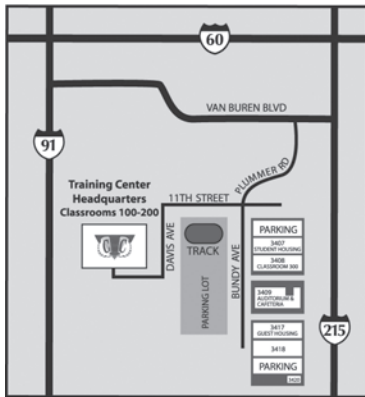 60
VAN BUREN BLVD
91
PLUMMER RD
Training Center
Headquarters
Classrooms 100-200
11TH STREET
DAVIS AVE
TRACK
PARKING LOT
BUNDY AVE
PARKING
3407
STUDENT HOUSING
3408
CLASSROOM 300
3409
AUDITORIUM &
CAFETERIA
3417
GUEST HOUSING
3418
PARKING
215